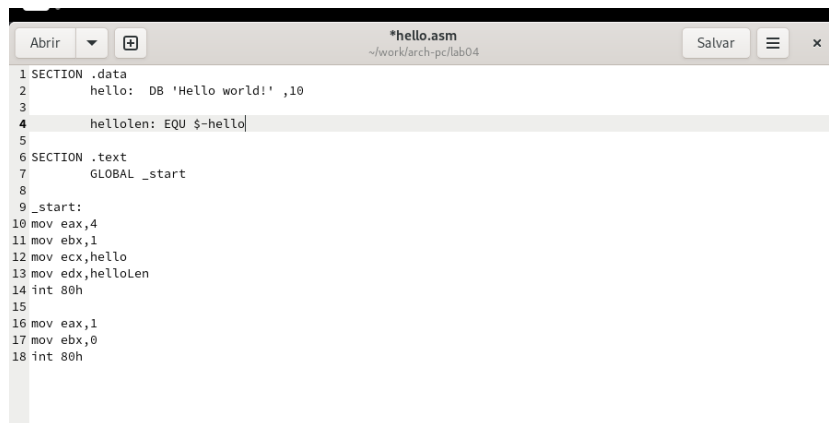 Abrir
*hello.asm
~/work/arch-pc/lab04
Salvar
1 SECTION .data
2 hello: DB 'Hello world!' ,10
3
4 hellolen: EQU $-hello
5
6 SECTION .text
7 GLOBAL _start
8
9 _start:
10 mov eax,4
11 mov ebx,1
12 mov ecx,hello
13 mov edx,helloLen
14 int 80h
15
16 mov eax,1
17 mov ebx,0
18 int 80h